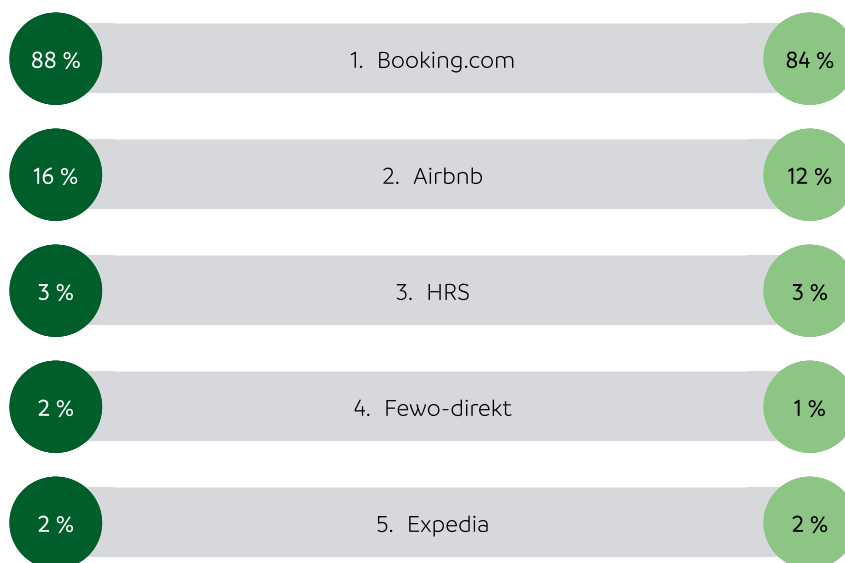 88 % 1. Booking.com 84 %
16 % 2. Airbnb 12 %
3 % 3. HRS 3 %
2 % 4. Fewo-direkt 1 %
2 % 5. Expedia 2 %